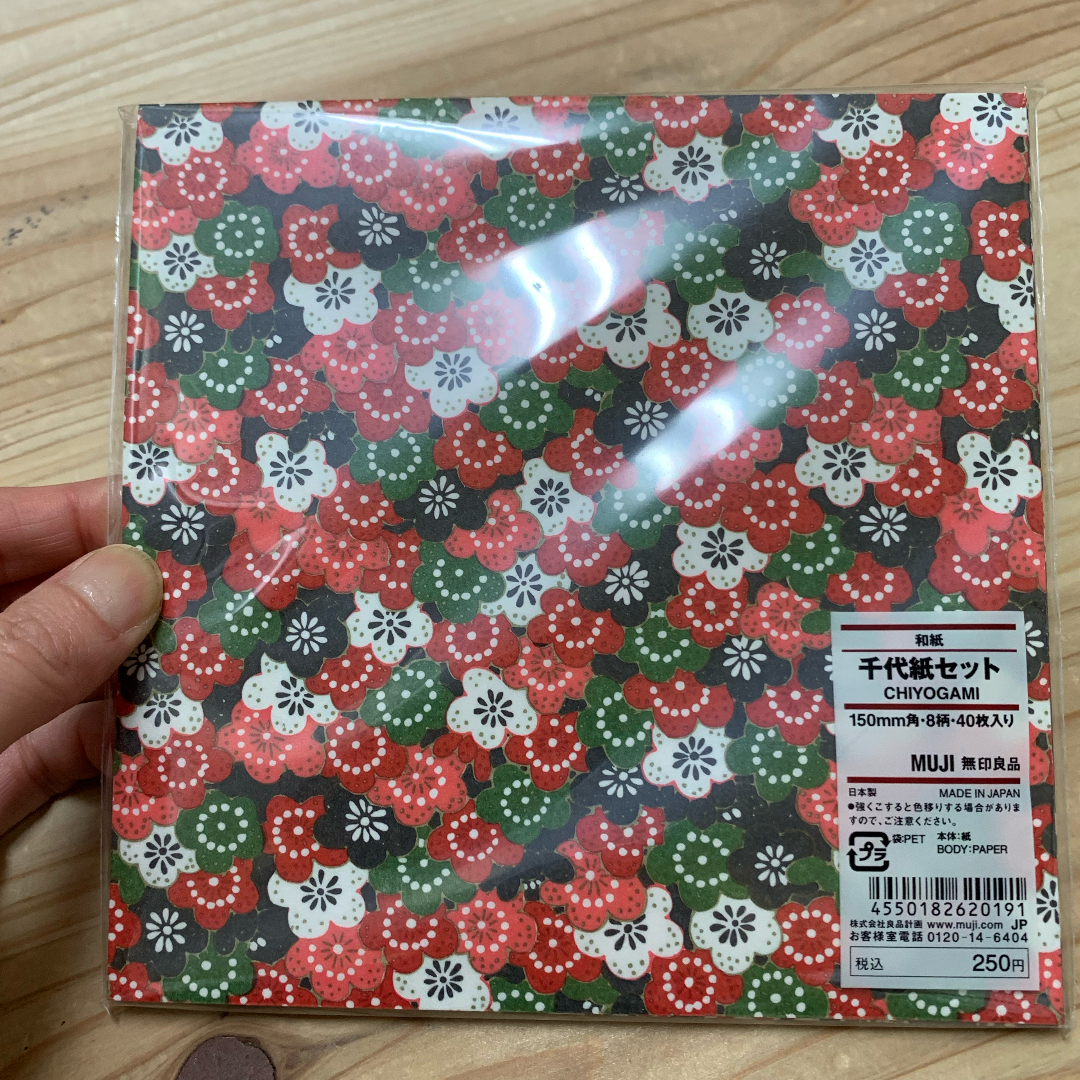 和紙
千代紙セット
CHIYOGAMI
150mm角・8柄・40枚入り
MUJI 無印良品
日本製 MADE IN JAPAN
●強くこすると色移りする場合がありま
すので、ご注意ください。
プラ 袋:PET 本体:紙
BODY:PAPER
4550182620191
株式会社良品計画 www.muji.com JP
お客様室電話 0120-14-6404
税込 250円